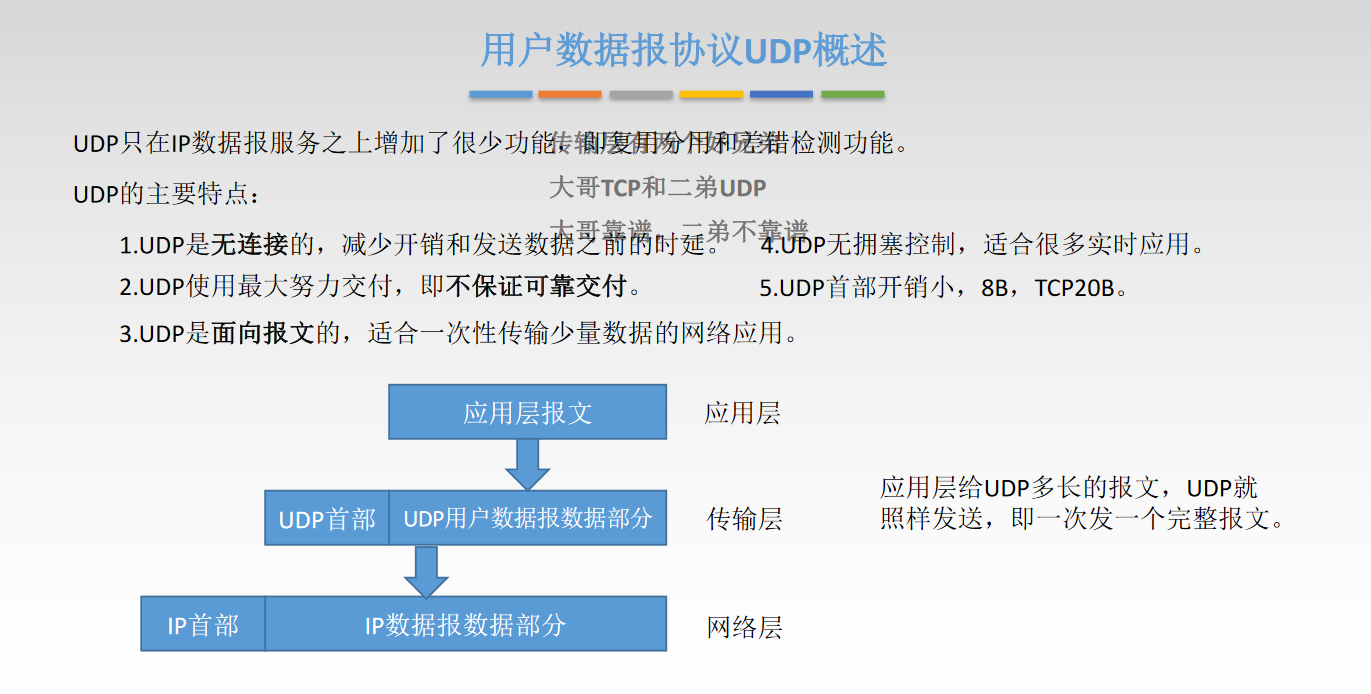 用户数据报协议UDP概述
UDP只在IP数据报服务之上增加了很少功能，即复用分用和差错检测功能。
传输层有两个好兄弟
大哥TCP和二弟UDP
大哥靠谱，二弟不靠谱
UDP的主要特点：
1.UDP是无连接的，减少开销和发送数据之前的时延。
2.UDP使用最大努力交付，即不保证可靠交付。
3.UDP是面向报文的，适合一次性传输少量数据的网络应用。
4.UDP无拥塞控制，适合很多实时应用。
5.UDP首部开销小，8B，TCP20B。
应用层报文
应用层
UDP首部
UDP用户数据报数据部分
传输层
应用层给UDP多长的报文，UDP就
照样发送，即一次发一个完整报文。
IP首部
IP数据报数据部分
网络层